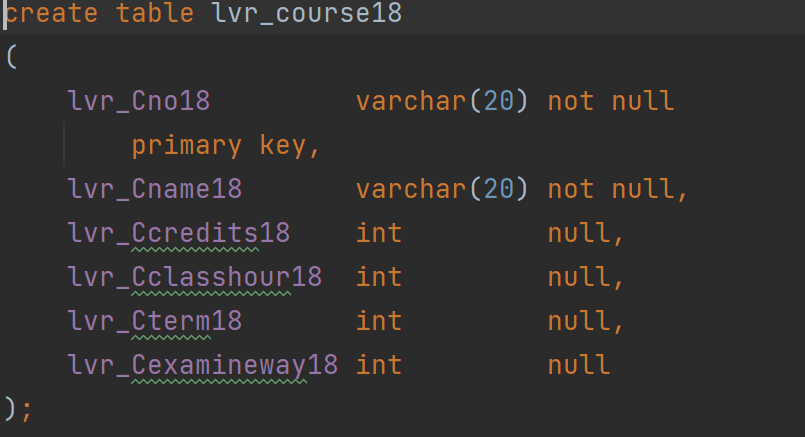 create table lvr_course18
(
    lvr_Cno18         varchar(20) not null
        primary key,
    lvr_Cname18       varchar(20) not null,
    lvr_Ccredits18    int         null,
    lvr_Cclasshour18  int         null,
    lvr_Cterm18       int         null,
    lvr_Cexamineway18 int         null
);